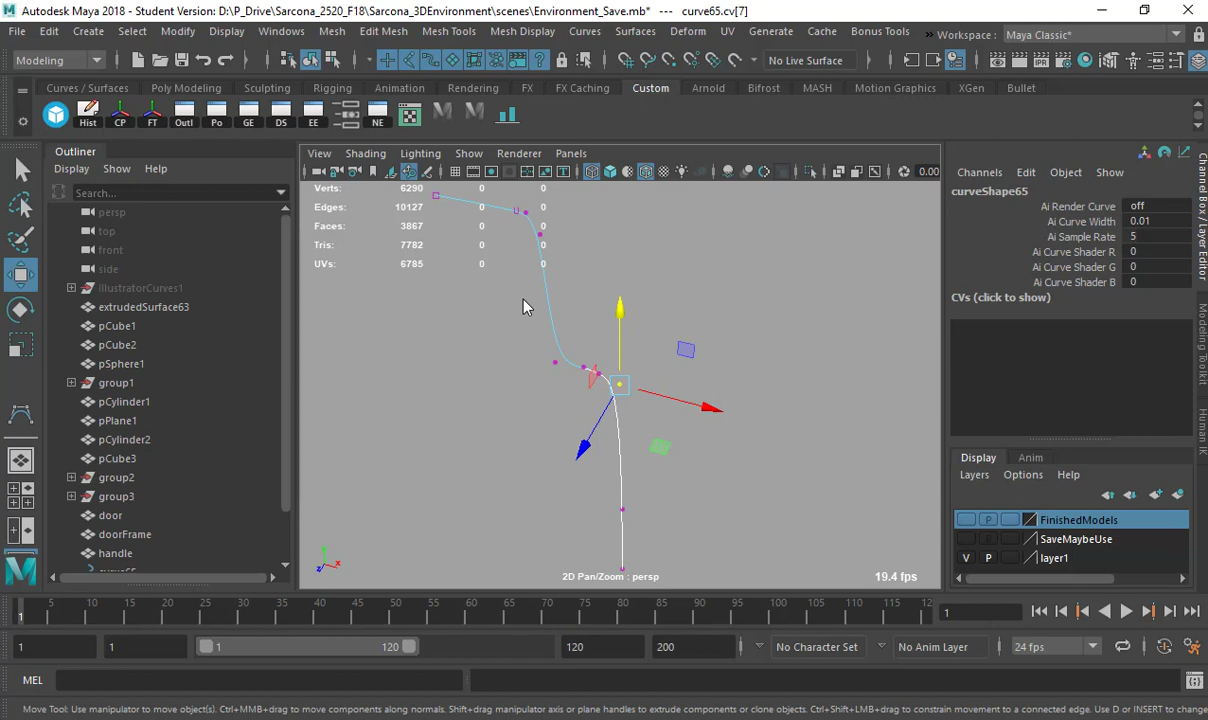 Autodesk Maya 2018 - Student Version: D:\P_Drive\Sarcona_2520_F18\Sarcona_3DEnvironment\scenes\Environment_Save.mb* --- curve65.cv[7]
File Edit Create Select Modify Display Windows Mesh Edit Mesh Mesh Tools Mesh Display Curves Surfaces Deform UV Generate Cache Bonus Tools Workspace : Maya Classic*
Modeling No Live Surface
Curves / Surfaces Poly Modeling Sculpting Rigging Animation Rendering FX FX Caching Custom Arnold Bifrost MASH Motion Graphics XGen Bullet
Hist CP FT Outl Po GE DS EE NE
Outliner
Display Show Help
Search...
persp
top
front
side
IllustratorCurves1
extrudedSurface63
pCube1
pCube2
pSphere1
group1
pCylinder1
pPlane1
pCylinder2
pCube3
group2
group3
door
doorFrame
handle
View Shading Lighting Show Renderer Panels
0.00
Verts: 6290 0 0
Edges: 10127 0 0
Faces: 3867 0 0
Tris: 7782 0 0
UVs: 6785 0 0
2D Pan/Zoom : persp
19.4 fps
Channels Edit Object Show
curveShape65
Ai Render Curve off
Ai Curve Width 0.01
Ai Sample Rate 5
Ai Curve Shader R 0
Ai Curve Shader G 0
Ai Curve Shader B 0
CVs (click to show)
Display Anim
Layers Options Help
FinishedModels
SaveMaybeUse
V P layer1
Channel Box / Layer Editor
Modeling Toolkit
Human IK
5 10 15 20 25 30 35 40 45 50 55 60 65 70 75 80 85 90 95 100 105 110 115 12
1 1
1 1 1 120 120 200 No Character Set No Anim Layer 24 fps
MEL
Move Tool: Use manipulator to move object(s). Ctrl+MMB+drag to move components along normals. Shift+drag manipulator axis or plane handles to extrude components or clone objects. Ctrl+Shift+LMB+drag to constrain movement to a connected edge. Use D or INSERT to change